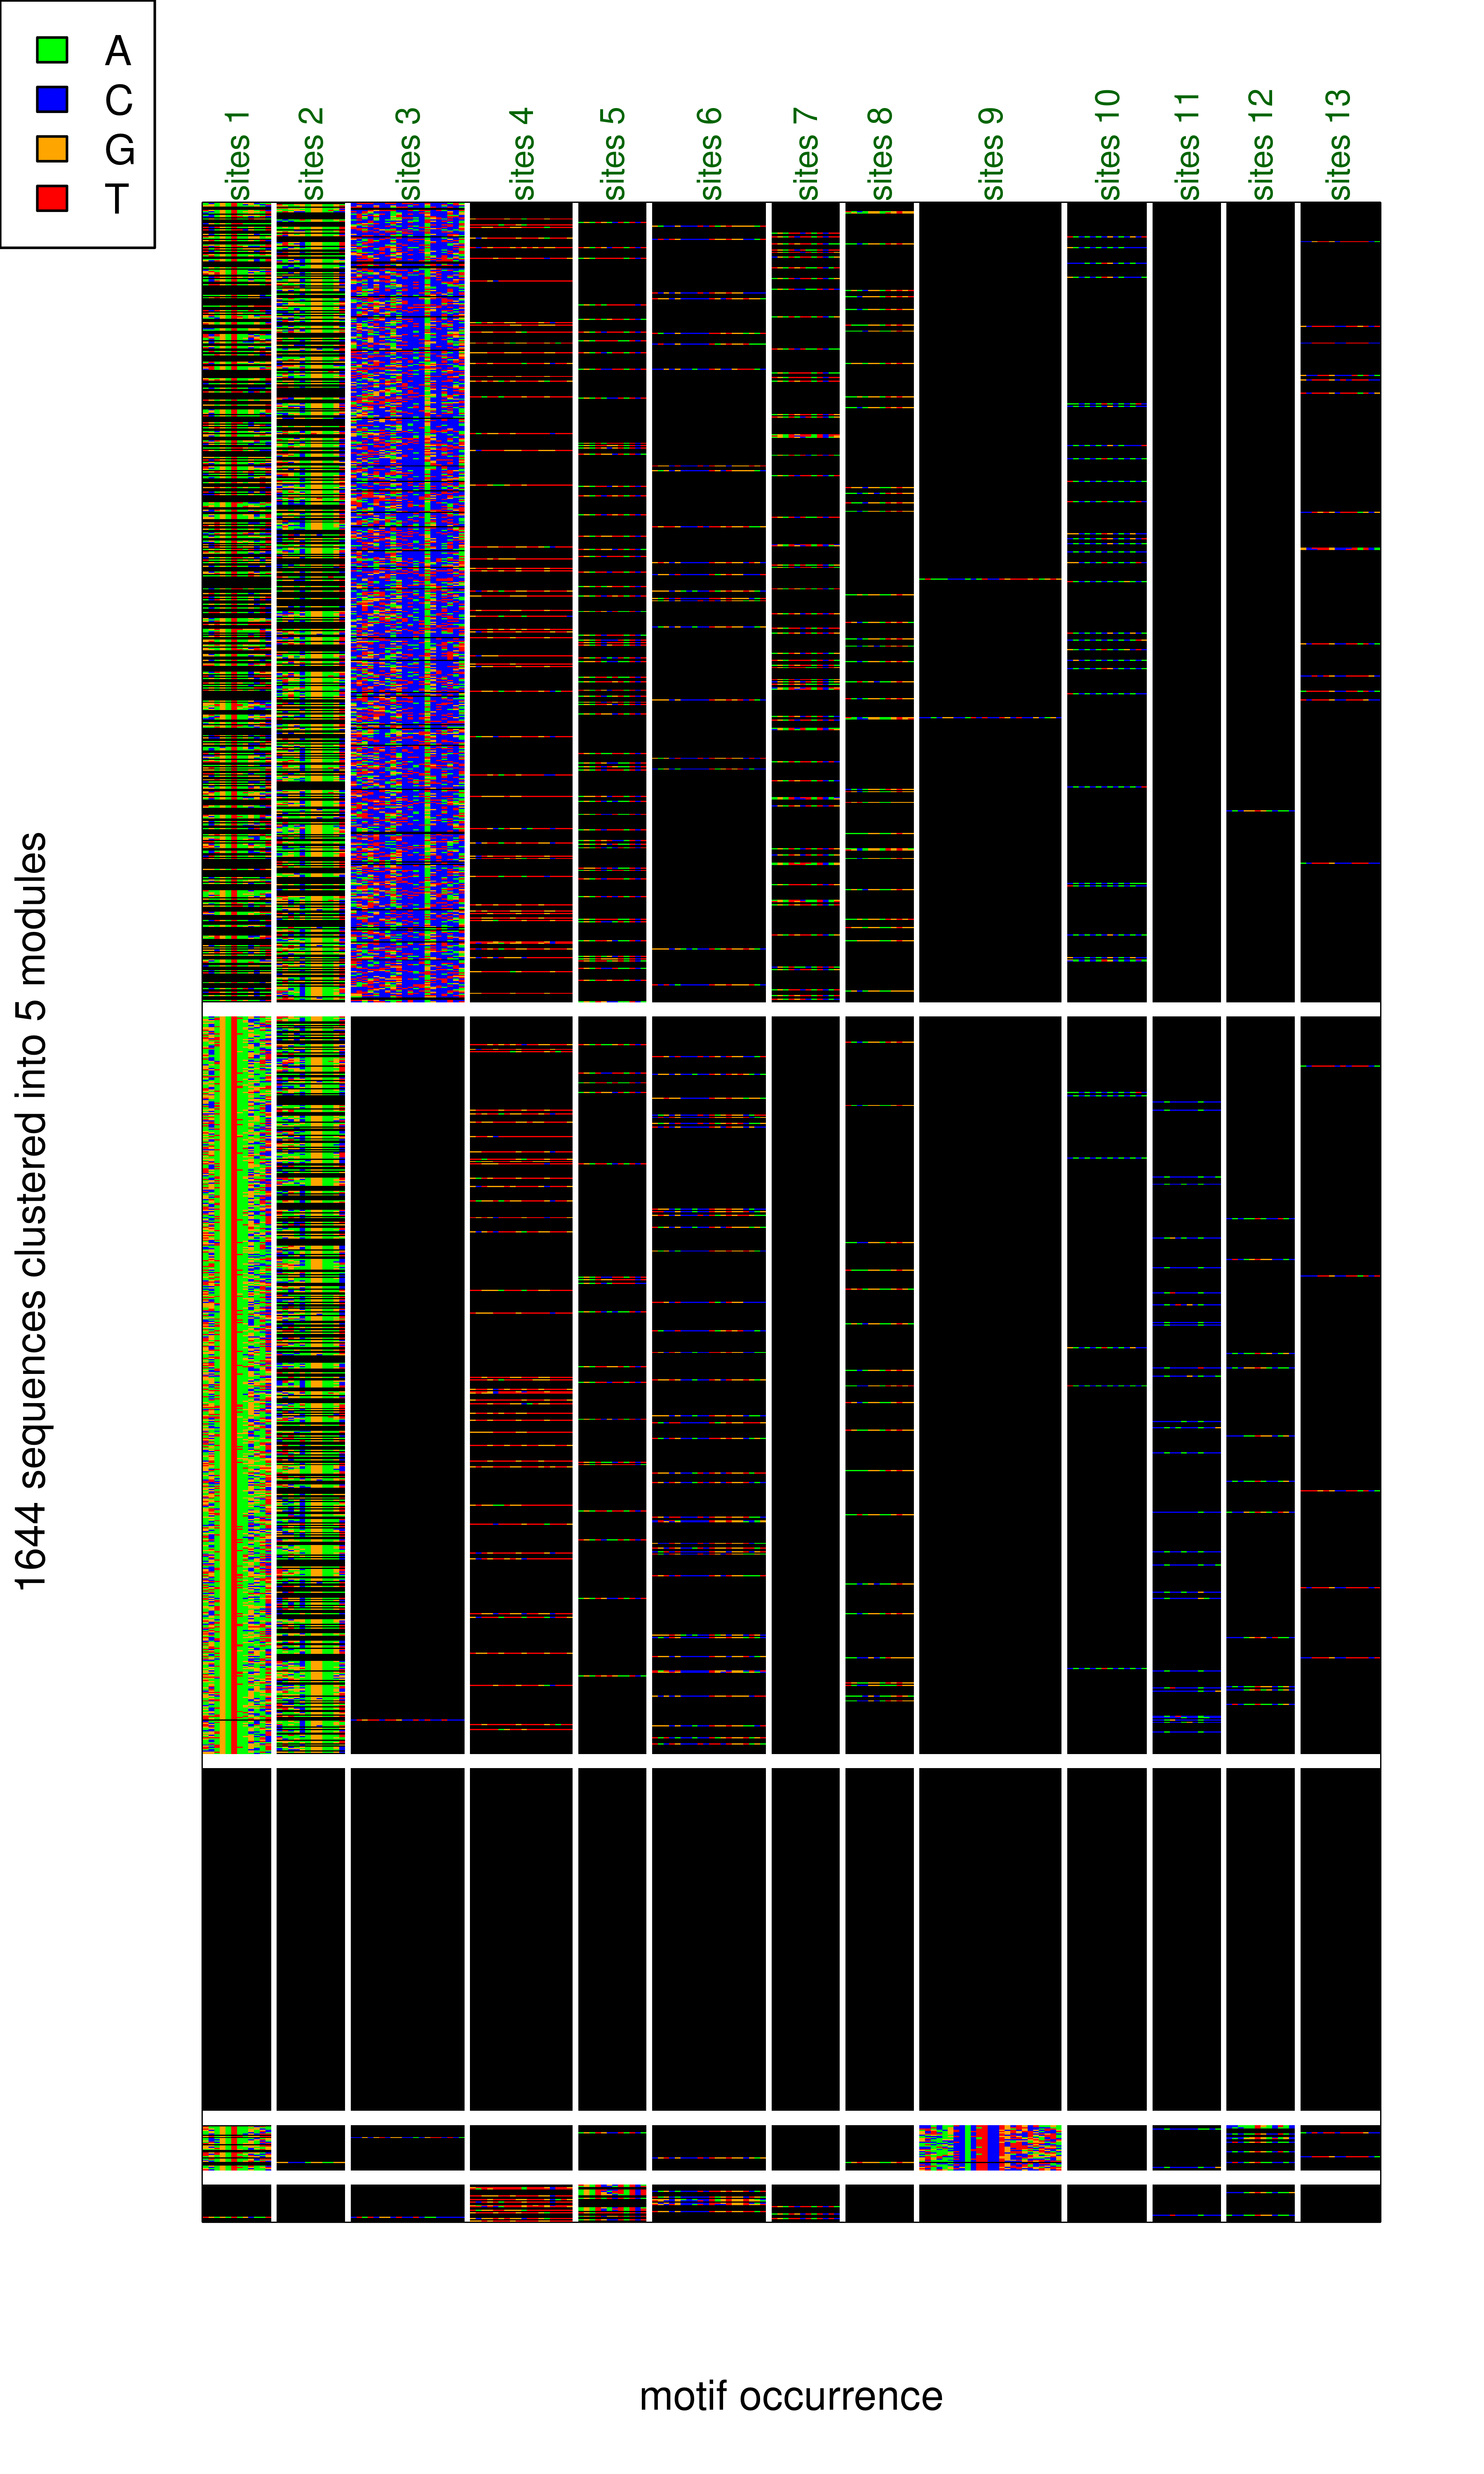 A
C
G
T
sites 1
sites 2
sites 3
sites 4
sites 5
sites 6
sites 7
sites 8
sites 9
sites 10
sites 11
sites 12
sites 13
1644 sequences clustered into 5 modules
motif occurrence